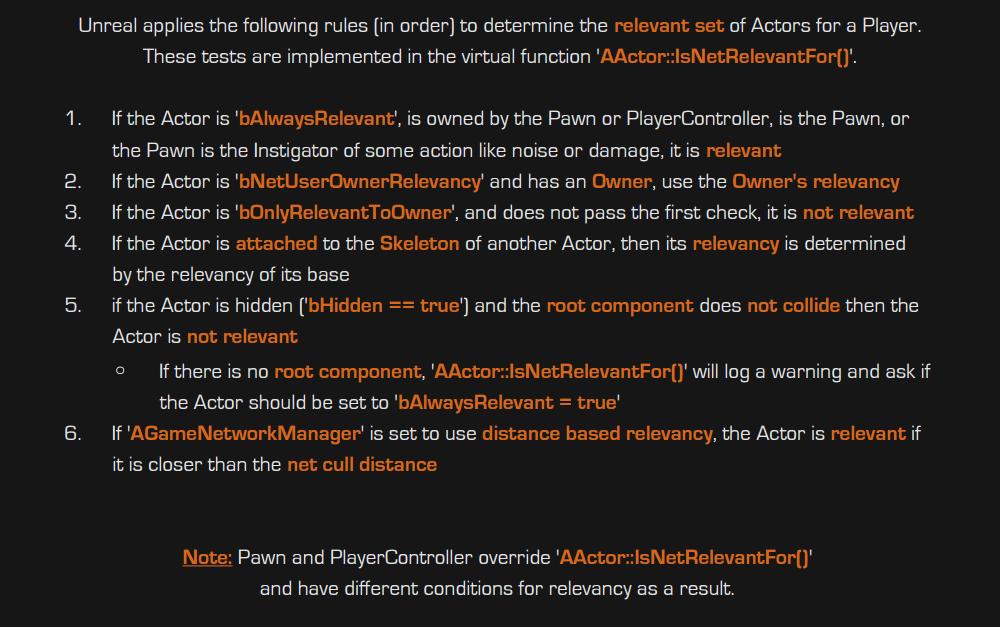 Unreal applies the following rules (in order) to determine the relevant set of Actors for a Player.
These tests are implemented in the virtual function 'AActor::IsNetRelevantFor()'.
1. If the Actor is 'bAlwaysRelevant', is owned by the Pawn or PlayerController, is the Pawn, or
the Pawn is the Instigator of some action like noise or damage, it is relevant
2. If the Actor is 'bNetUserOwnerRelevancy' and has an Owner, use the Owner's relevancy
3. If the Actor is 'bOnlyRelevantToOwner', and does not pass the first check, it is not relevant
4. If the Actor is attached to the Skeleton of another Actor, then its relevancy is determined
by the relevancy of its base
5. if the Actor is hidden ('bHidden == true') and the root component does not collide then the
Actor is not relevant
○ If there is no root component, 'AActor::IsNetRelevantFor()' will log a warning and ask if
the Actor should be set to 'bAlwaysRelevant = true'
6. If 'AGameNetworkManager' is set to use distance based relevancy, the Actor is relevant if
it is closer than the net cull distance
Note: Pawn and PlayerController override 'AActor::IsNetRelevantFor()'
and have different conditions for relevancy as a result.